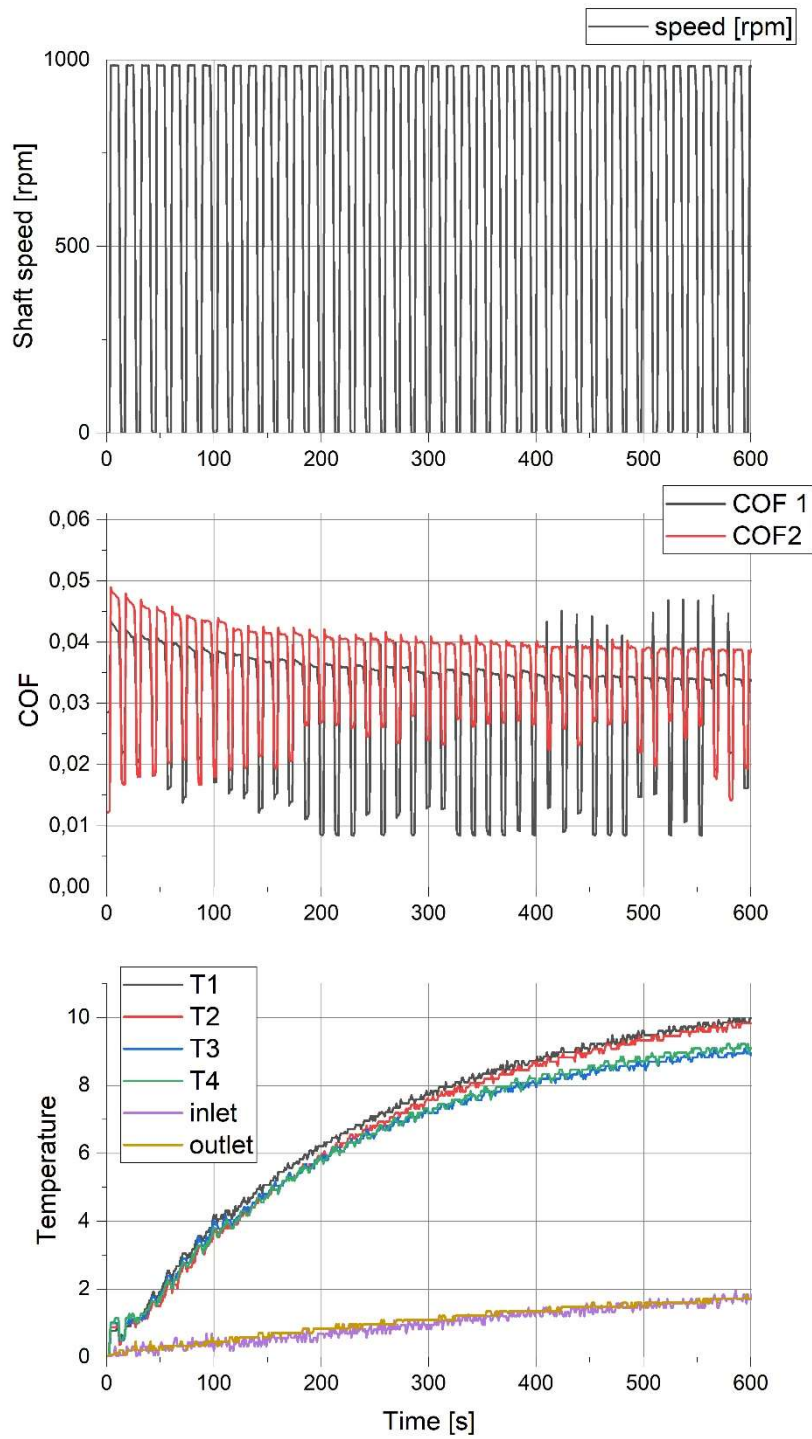 speed [rpm]
1000
500
0
Shaft speed [rpm]
0 100 200 300 400 500 600
COF 1
COF2
0,06
0,05
0,04
0,03
0,02
0,01
0,00
COF
0 100 200 300 400 500 600
T1
T2
T3
T4
inlet
outlet
10
8
6
4
2
0
Temperature
0 100 200 300 400 500 600
Time [s]